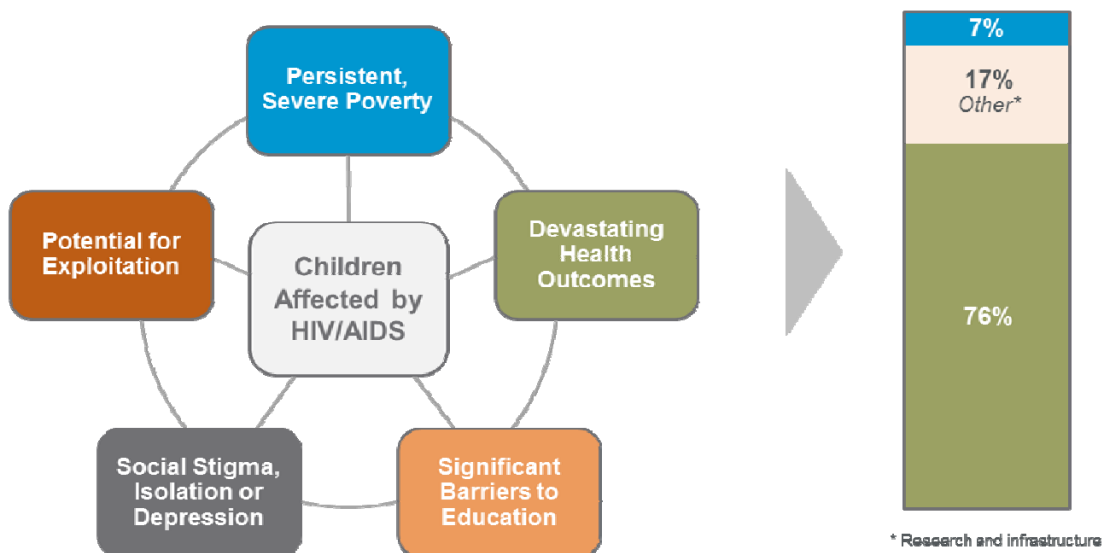 Persistent,
Severe Poverty
Potential for
Exploitation
Children
Affected by
HIV/AIDS
Devastating
Health
Outcomes
Social Stigma,
Isolation or
Depression
Significant
Barriers to
Education
7%
17%
Other*
76%
* Research and infrastructure